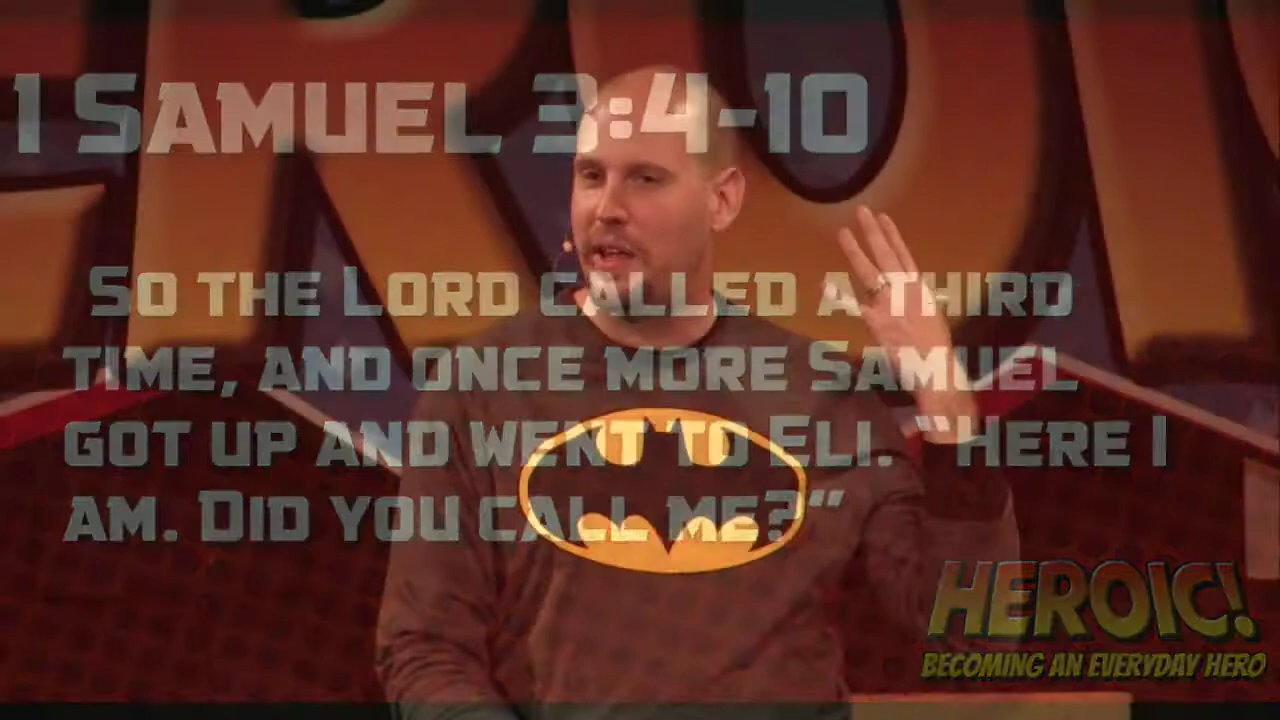 1 Samuel 3:4-10
So the Lord called a third
time, and once more Samuel
got up and went to Eli. “Here I
am. Did you call me?“
HEROIC!
BECOMING AN EVERYDAY HERO